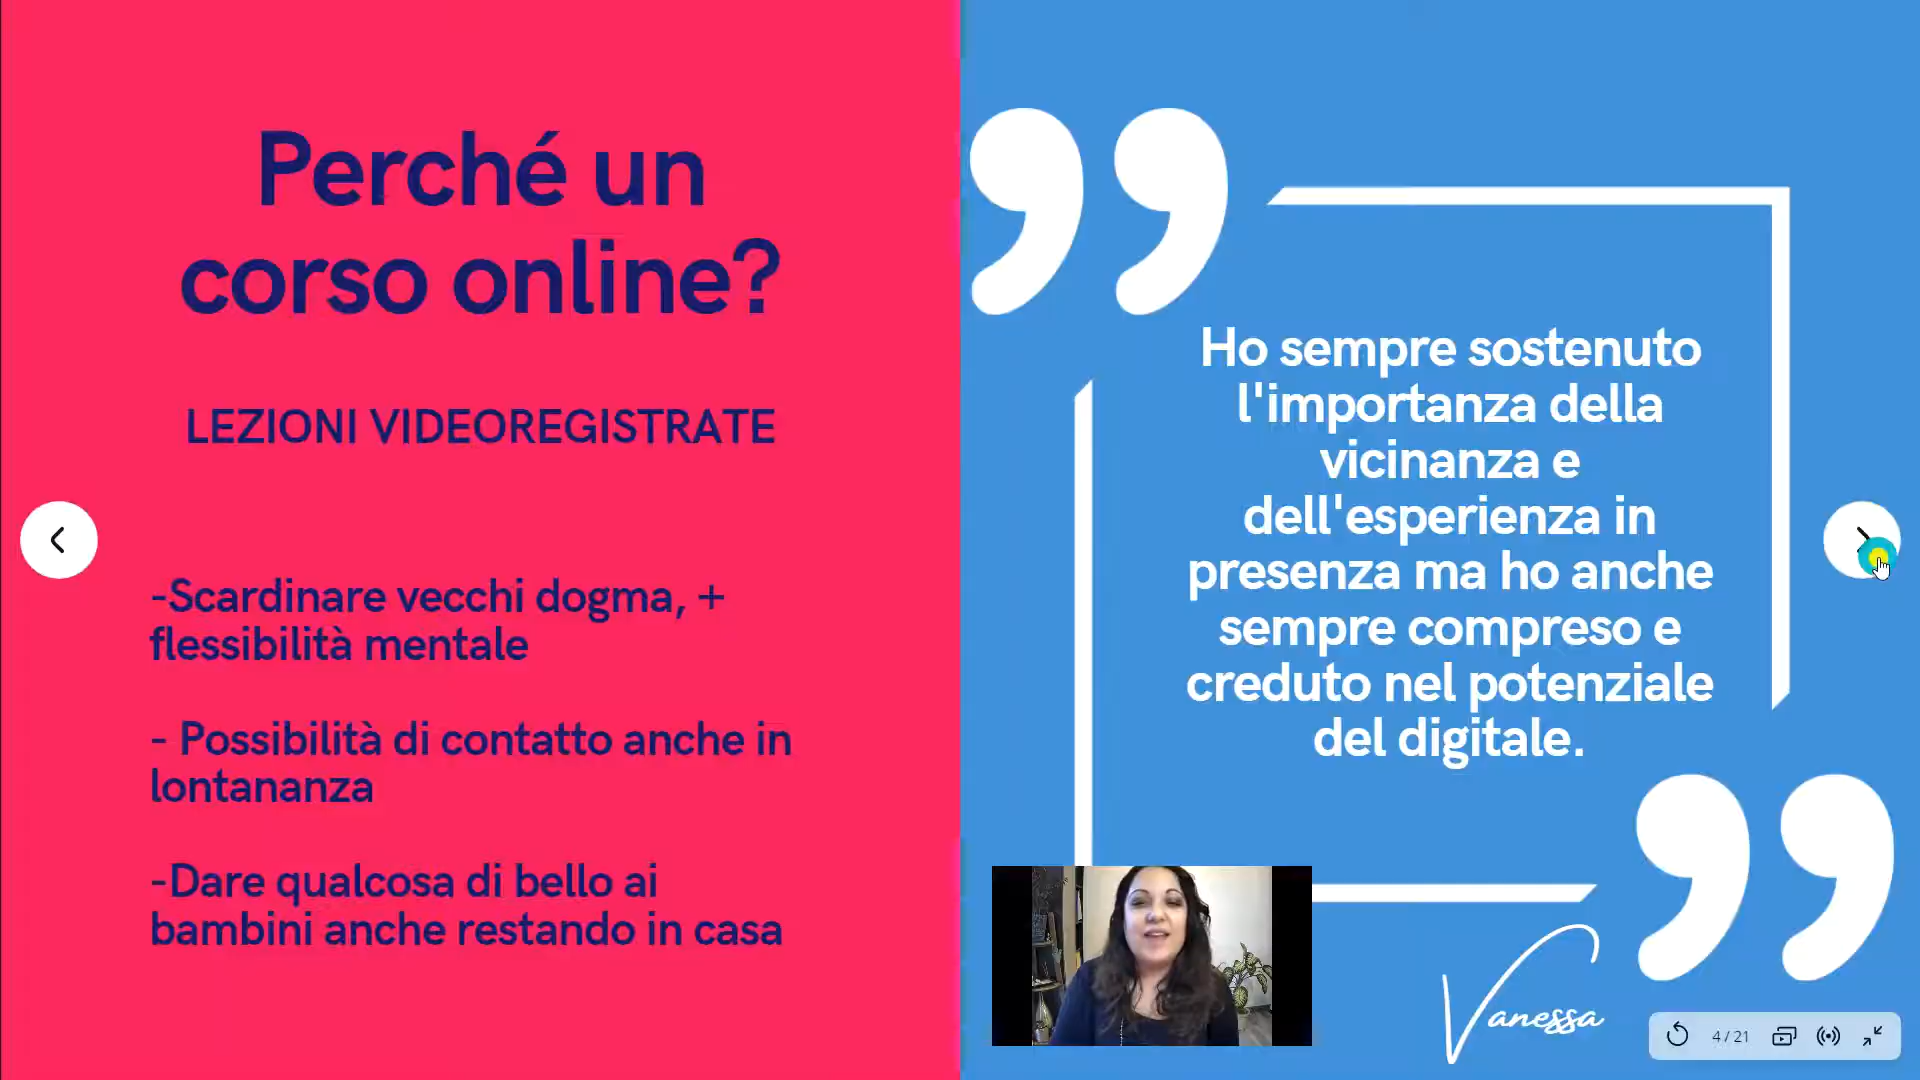 Perché un
corso online?
LEZIONI VIDEOREGISTRATE
-Scardinare vecchi dogma, +
flessibilità mentale
- Possibilità di contatto anche in
lontananza
-Dare qualcosa di bello ai
bambini anche restando in casa
Ho sempre sostenuto
l'importanza della
vicinanza e
dell'esperienza in
presenza ma ho anche
sempre compreso e
creduto nel potenziale
del digitale.
Vanessa
4 / 21